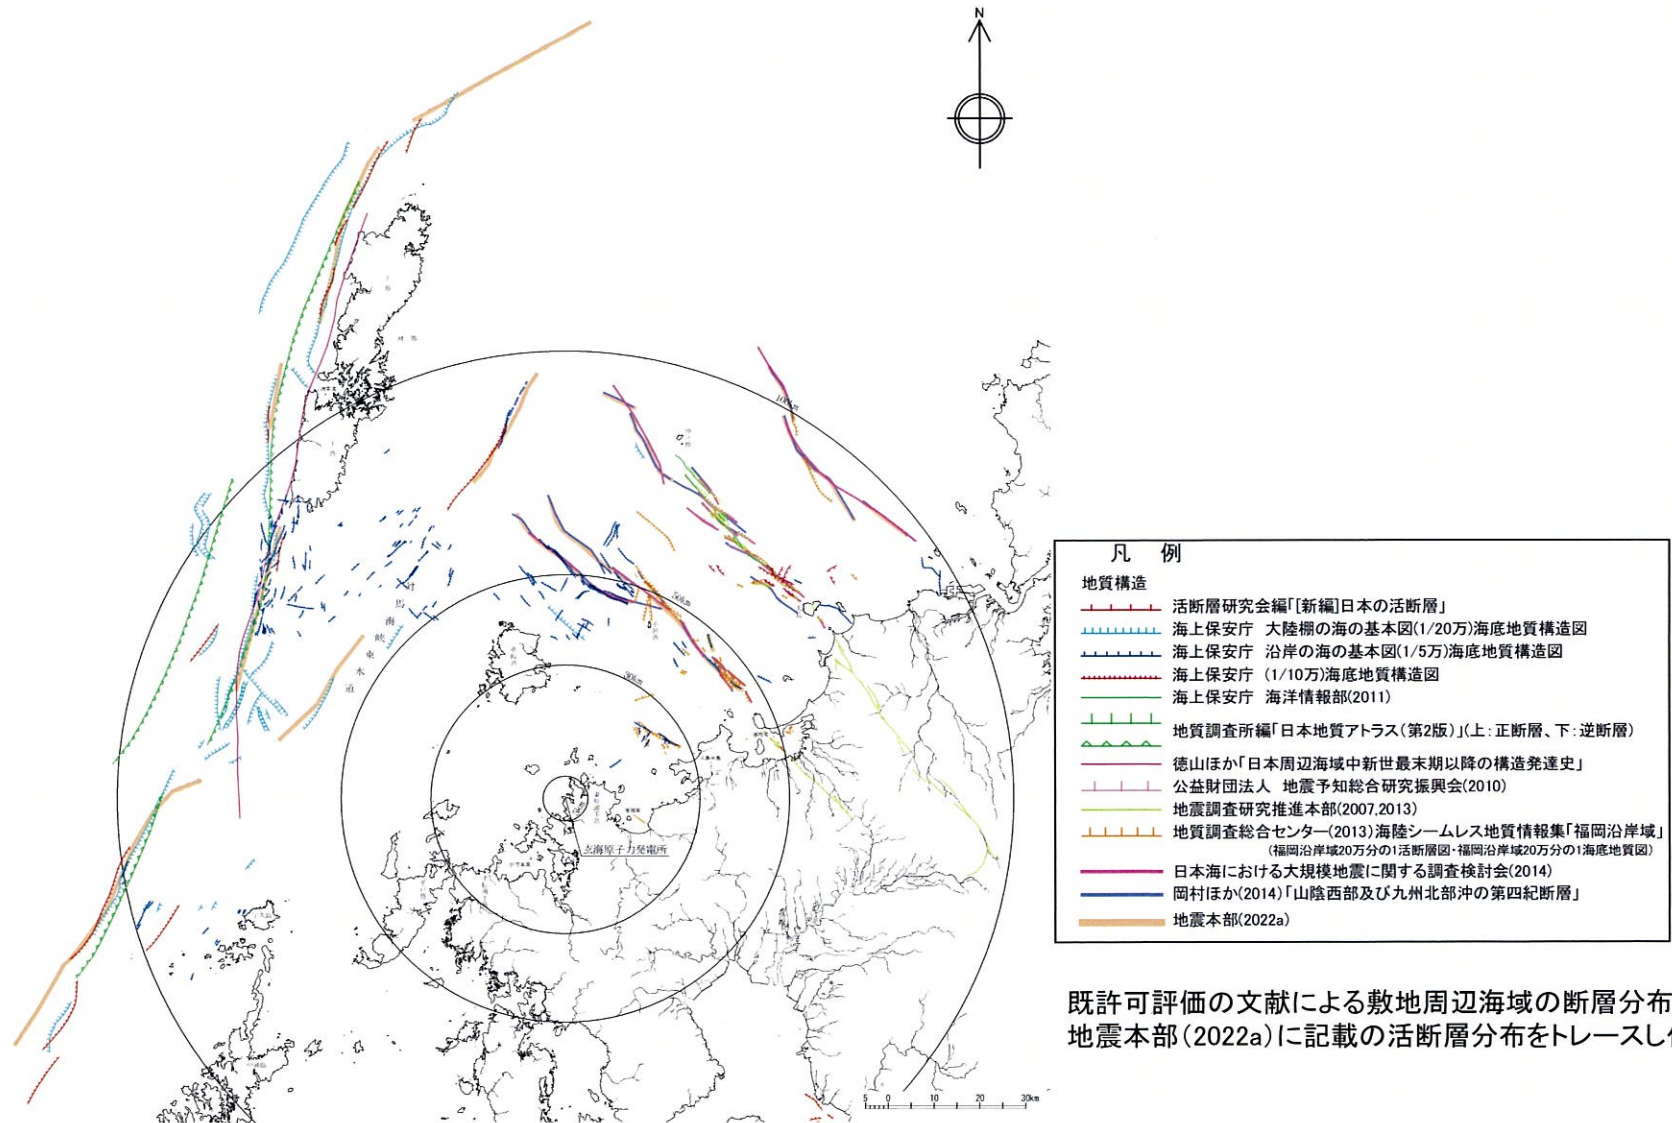 N
100km
50km
30km
対
馬
海
峡
東
水
道
玄海原子力発電所
5 0 10 20 30km
凡 例
地質構造
活断層研究会編「[新編]日本の活断層」
海上保安庁 大陸棚の海の基本図(1/20万)海底地質構造図
海上保安庁 沿岸の海の基本図(1/5万)海底地質構造図
海上保安庁 (1/10万)海底地質構造図
海上保安庁 海洋情報部(2011)
地質調査所編「日本地質アトラス(第2版)」(上:正断層、下:逆断層)
徳山ほか「日本周辺海域中新世最末期以降の構造発達史」
公益財団法人 地震予知総合研究振興会(2010)
地震調査研究推進本部(2007,2013)
地質調査総合センター(2013)海陸シームレス地質情報集「福岡沿岸域」
(福岡沿岸域20万分の1活断層図・福岡沿岸域20万分の1海底地質図)
日本海における大規模地震に関する調査検討会(2014)
岡村ほか(2014)「山陰西部及び九州北部沖の第四紀断層」
地震本部(2022a)
既許可評価の文献による敷地周辺海域の断層分布
地震本部(2022a)に記載の活断層分布をトレースし